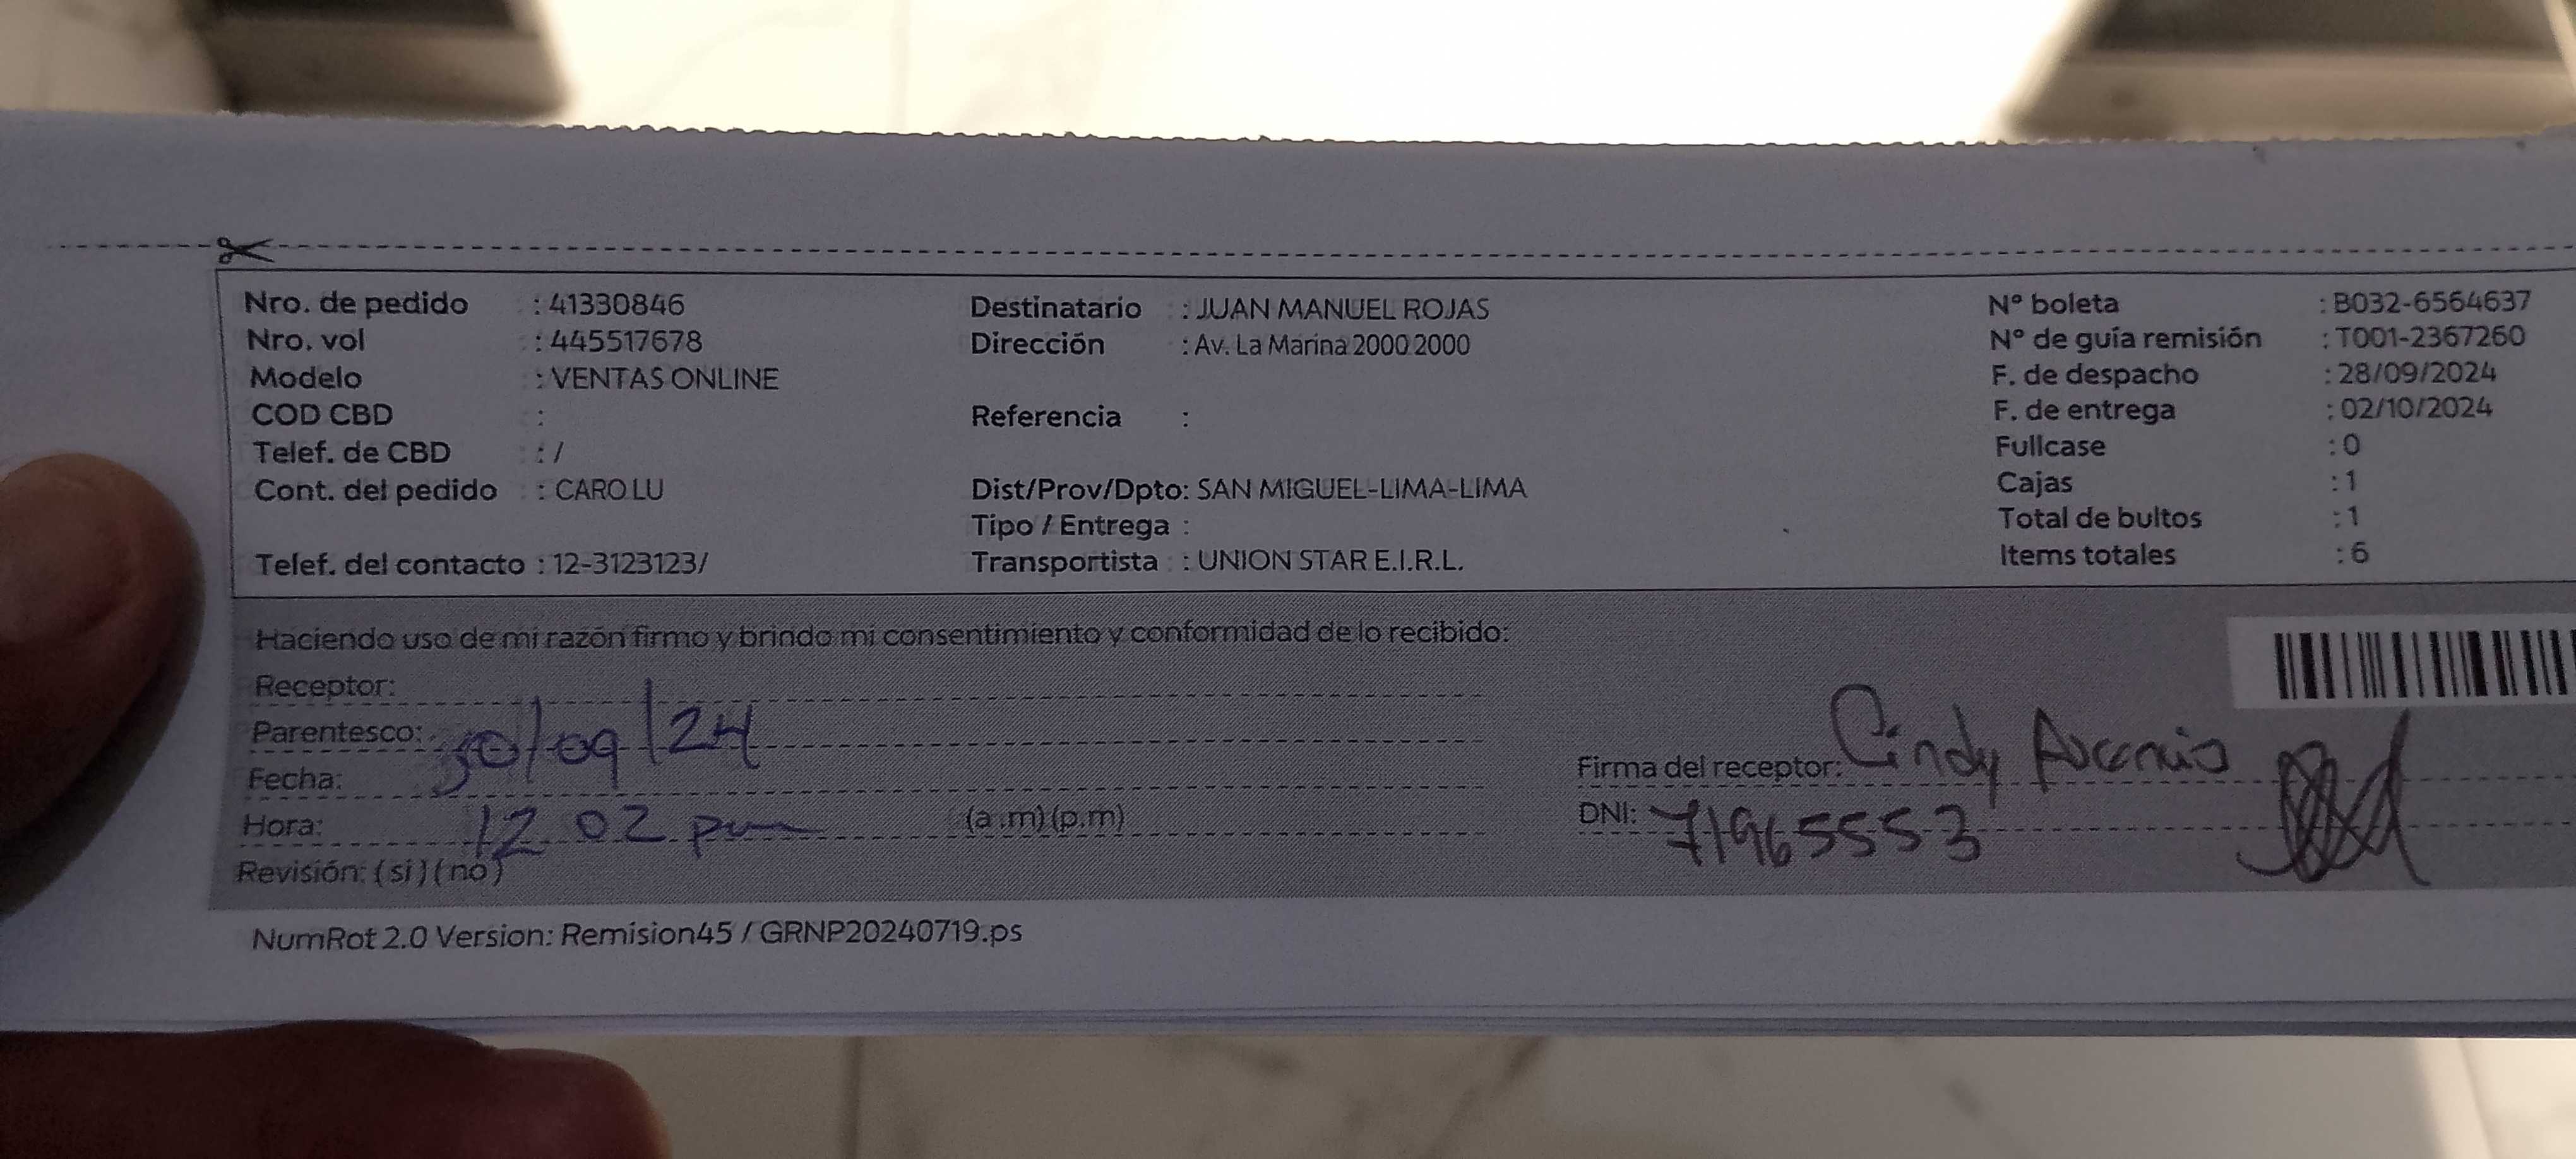 Nro. de pedido : 41330846
Nro. vol : 445517678
Modelo : VENTAS ONLINE
COD CBD :
Telef. de CBD : /
Cont. del pedido : CARO LU
Telef. del contacto : 12-3123123/
Destinatario : JUAN MANUEL ROJAS
Dirección : Av. La Marina 2000 2000
Referencia :
Dist/Prov/Dpto: SAN MIGUEL-LIMA-LIMA
Tipo / Entrega :
Transportista : UNION STAR E.I.R.L.
Nº boleta : B032-6564637
Nº de guía remisión : T001-2367260
F. de despacho : 28/09/2024
F. de entrega : 02/10/2024
Fullcase : 0
Cajas : 1
Total de bultos : 1
Items totales : 6
Haciendo uso de mi razón firmo y brindo mi consentimiento y conformidad de lo recibido:
Receptor:
Parentesco:
Fecha: 30/09/24
Hora: 12 02 pm (a.m)(p.m)
Revisión: (si)(no)
Firma del receptor: Cindy Ascencio
DNI: 71965553
NumRot 2.0 Version: Remision45 / GRNP20240719.ps